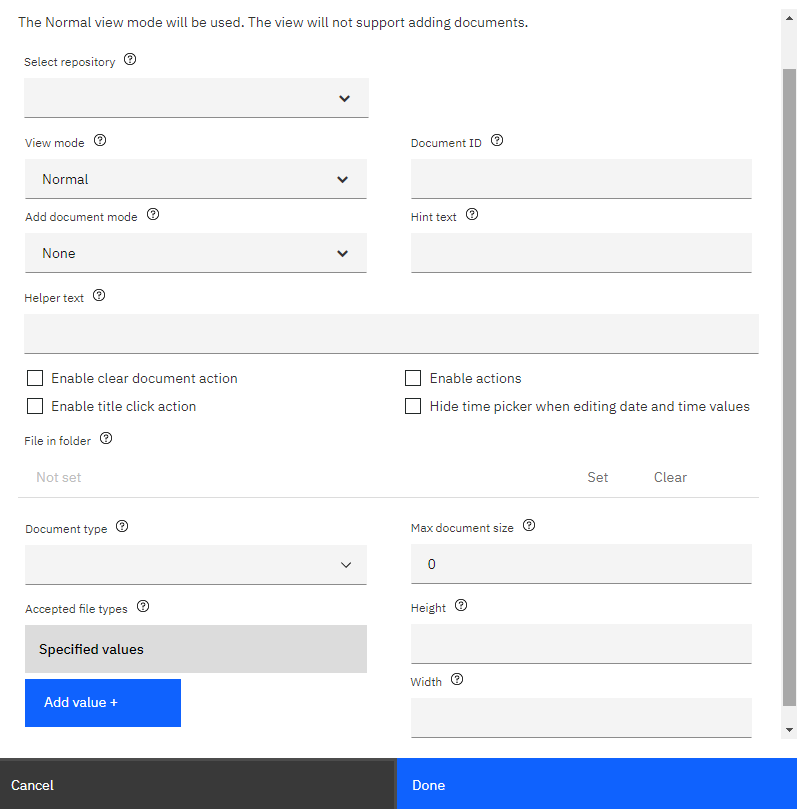 The Normal view mode will be used. The view will not support adding documents.
Select repository
View mode
Document ID
Normal
Add document mode
Hint text
None
Helper text
Enable clear document action
Enable actions
Enable title click action
Hide time picker when editing date and time values
File in folder
Not set
Set
Clear
Document type
Max document size
0
Accepted file types
Height
Specified values
Width
Add value +
Cancel
Done